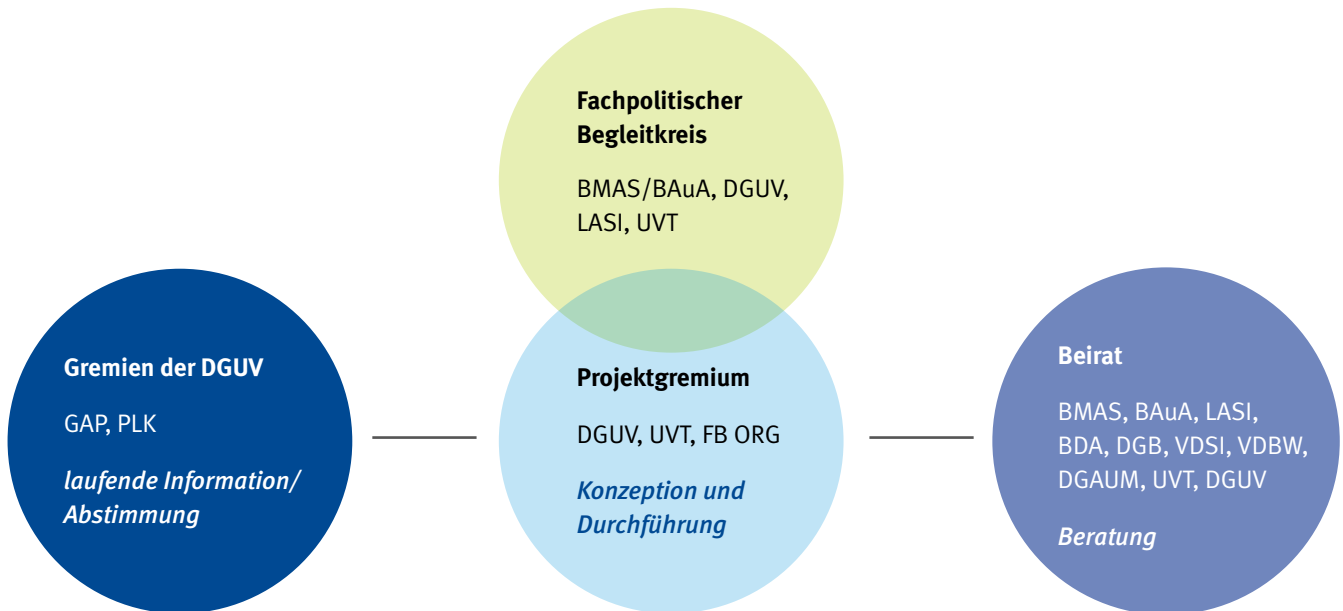 Fachpolitischer
Begleitkreis
BMAS/BAuA, DGUV,
LASI, UVT
Gremien der DGUV
GAP, PLK
laufende Information/
Abstimmung
Projektgremium
DGUV, UVT, FB ORG
Konzeption und
Durchführung
Beirat
BMAS, BAuA, LASI,
BDA, DGB, VDSI, VDBW,
DGAUM, UVT, DGUV
Beratung